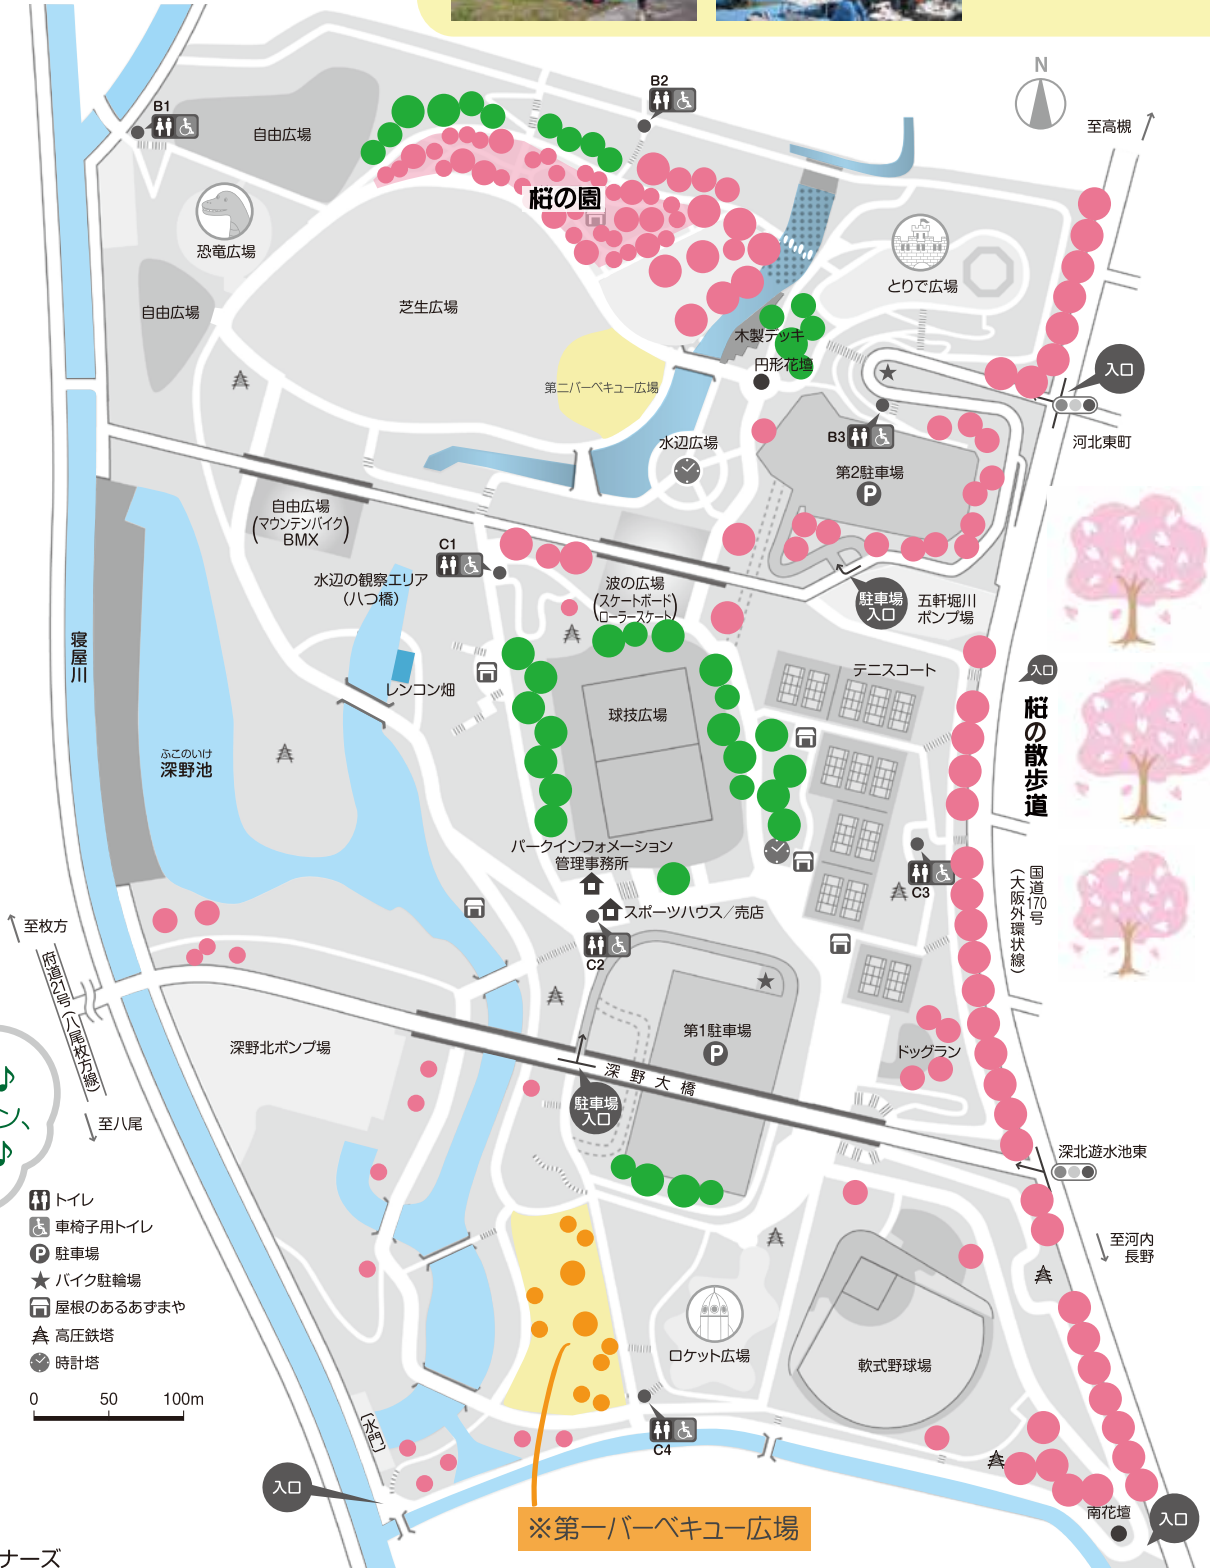 B1
B2
N
至高槻
自由広場
恐竜広場
桜の園
とりで広場
自由広場
芝生広場
木製デッキ
円形花壇
入口
第二バーベキュー広場
水辺広場
B3
河北東町
第2駐車場
P
自由広場
(マウンテンバイク)
BMX
C1
水辺の観察エリア
(八つ橋)
波の広場
(スケートボード
ローラースケート)
駐車場
入口
五軒堀川
ポンプ場
寝屋川
レンコン畑
テニスコート
入口
桜の散歩道
球技広場
ふこのいけ
深野池
パークインフォメーション
管理事務所
スポーツハウス／売店
C2
C3
国道170号
(大阪外環状線)
至枚方
府道21号(八尾枚方線)
至八尾
深野北ポンプ場
第1駐車場
P
ドッグラン
深野大橋
駐車場
入口
♪
ン、
♪
深北遊水池東
至河内
長野
トイレ
車椅子用トイレ
P 駐車場
★ バイク駐輪場
屋根のあるあずまや
高圧鉄塔
時計塔
0 50 100m
ロケット広場
軟式野球場
(水門)
C4
入口
※第一バーベキュー広場
南花壇
入口
ナーズ